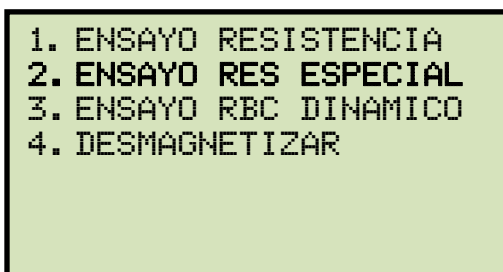 1. ENSAYO RESISTENCIA
2. ENSAYO RES ESPECIAL
3. ENSAYO RBC DINAMICO
4. DESMAGNETIZAR